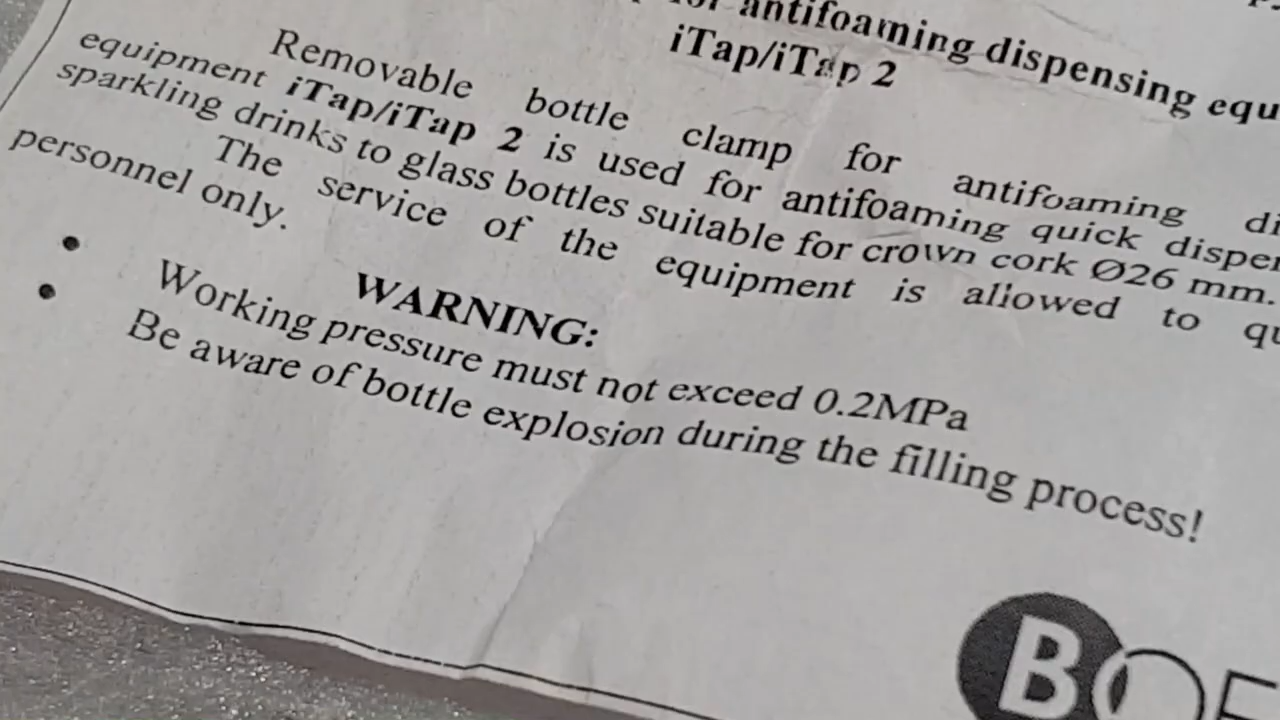 antifoaming dispensing
iTap/iTap 2
Removable bottle clamp for antifoaming
equipment iTap/iTap 2 is used for antifoaming quick
sparkling drinks to glass bottles suitable for crown cork Ø26 mm.
The service of the equipment is allowed to
personnel only.
WARNING:
• Working pressure must not exceed 0.2MPa
• Be aware of bottle explosion during the filling process!